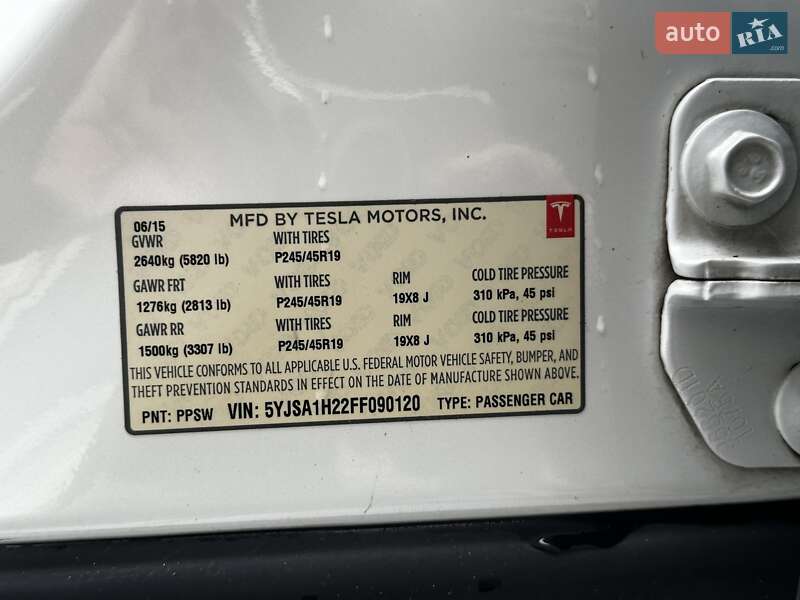 auto RIA.com
06/15 MFD BY TESLA MOTORS, INC.
TESLA
GVWR WITH TIRES
2640kg (5820 lb) P245/45R19
GAWR FRT WITH TIRES RIM COLD TIRE PRESSURE
1276kg (2813 lb) P245/45R19 19X8 J 310 kPa, 45 psi
GAWR RR WITH TIRES RIM COLD TIRE PRESSURE
1500kg (3307 lb) P245/45R19 19X8 J 310 kPa, 45 psi
THIS VEHICLE CONFORMS TO ALL APPLICABLE U.S. FEDERAL MOTOR VEHICLE SAFETY, BUMPER, AND
THEFT PREVENTION STANDARDS IN EFFECT ON THE DATE OF MANUFACTURE SHOWN ABOVE.
PNT: PPSW VIN: 5YJSA1H22FF090120 TYPE: PASSENGER CAR